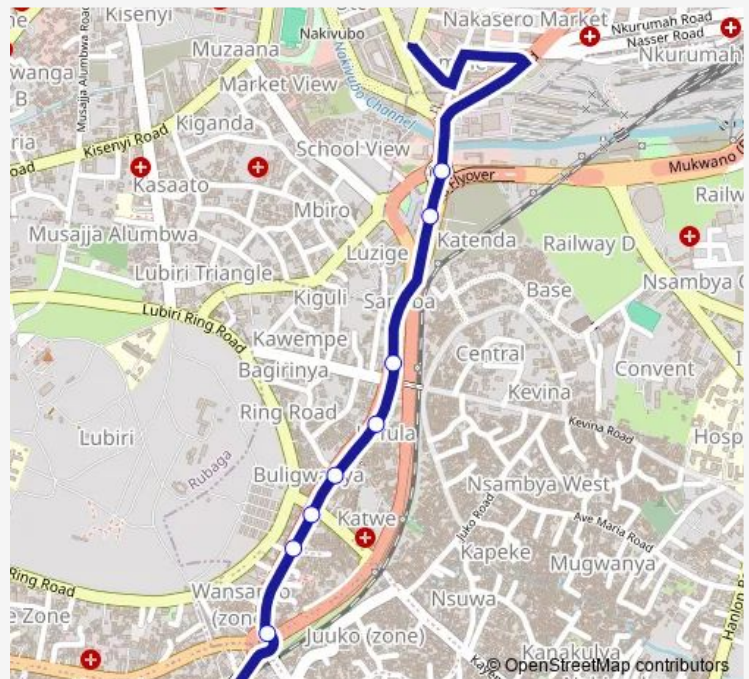 Kisenyi
Nakasero Market
Nkurumah Road
Nakivubo
Nasser Road
Muzaana
Nkurumah
Musajja Alumbwa Road
Nakivubo Channel
wanga
B
Market View
Kiganda
Kisenyi Road
School View
oad
Kasaato
Flyover
Mukwano
Mbiro
Railw
Musajja Alumbwa
Katenda
Railway D
Luzige
Lubiri Triangle
Nsambya
Kiguli
Base
Lubiri Ring Road
Kawempe
Central
Convent
Bagirinya
Kevina
Ring Road
Kevina Road
Lubiri
Hosp
Rubaga
Nsambya West
Juko Road
Katwe
Ave Maria Road
Kapeke
Mugwanya
Ring Road
Nsuwa
e Zone
Juuko (zone)
Kanakulya
Hanlon
© OpenStreetMap contributors